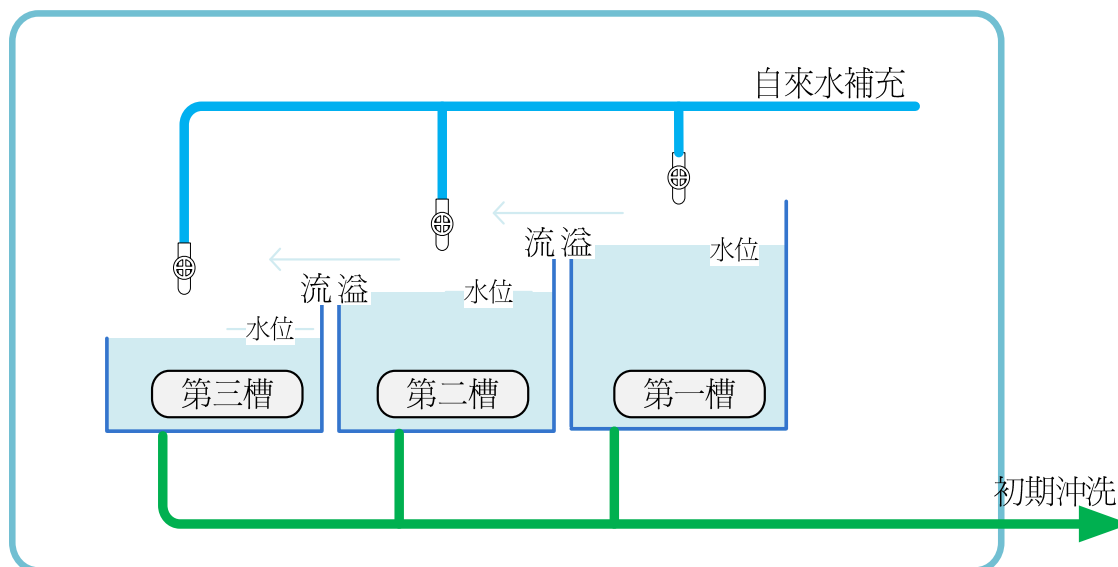 自來水補充
流溢
水位
流溢
水位
水位
第三槽
第二槽
第一槽
初期沖洗